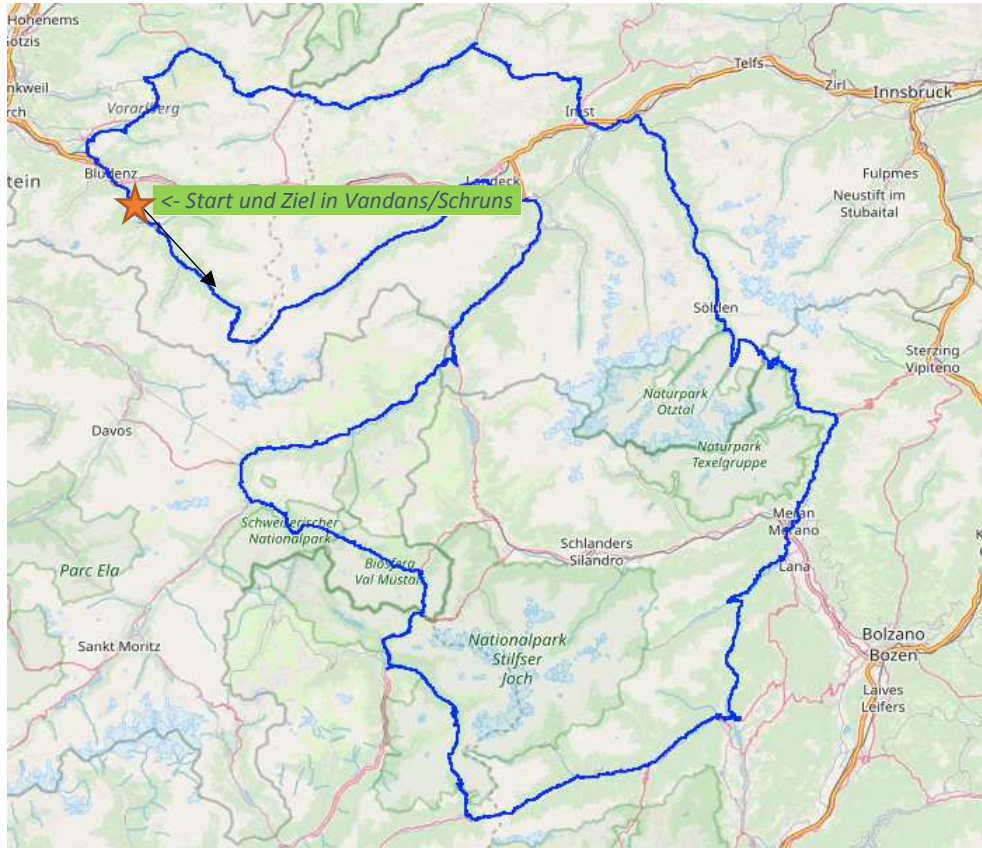 Hohenems
Götzis
nkweil
rch
Vorarlberg
Bludenz
tein
<- Start und Ziel in Vandans/Schruns
Landeck
Imst
Telfs
Zirl
Innsbruck
Fulpmes
Neustift im
Stubaital
Sölden
Sterzing
Vipiteno
Naturpark
Ötztal
Naturpark
Texelgruppe
Davos
Schweizerischer
Nationalpark
Parc Ela
Biosfera
Val Müstair
Sankt Moritz
Schlanders
Silandro
Meran
Merano
Lana
Nationalpark
Stilfser
Joch
Bolzano
Bozen
Laives
Leifers